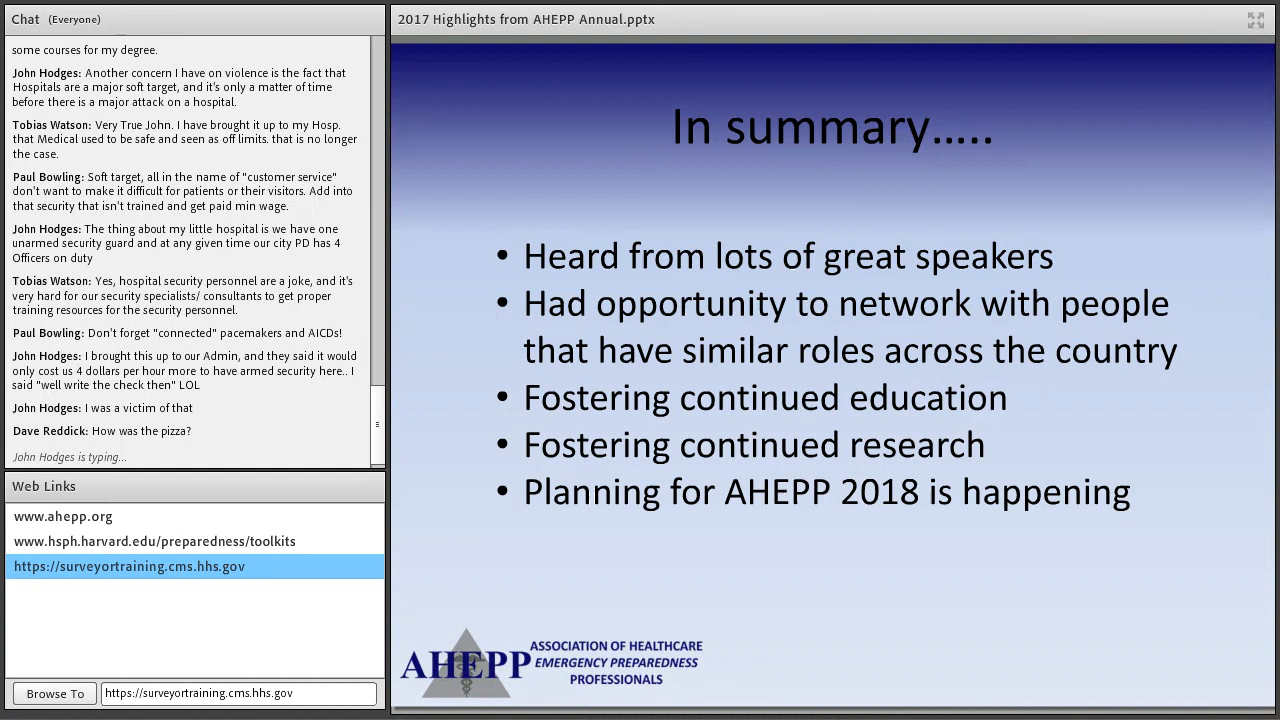 Chat (Everyone)
some courses for my degree.
John Hodges: Another concern I have on violence is the fact that
Hospitals are a major soft target, and it's only a matter of time
before there is a major attack on a hospital.
Tobias Watson: Very True John. I have brought it up to my Hosp.
that Medical used to be safe and seen as off limits. that is no longer
the case.
Paul Bowling: Soft target, all in the name of "customer service"
don't want to make it difficult for patients or their visitors. Add into
that security that isn't trained and get paid min wage.
John Hodges: The thing about my little hospital is we have one
unarmed security guard and at any given time our city PD has 4
Officers on duty
Tobias Watson: Yes, hospital security personnel are a joke, and it's
very hard for our security specialists/ consultants to get proper
training resources for the security personnel.
Paul Bowling: Don't forget "connected" pacemakers and AICDs!
John Hodges: I brought this up to our Admin, and they said it would
only cost us 4 dollars per hour more to have armed security here.. I
said "well write the check then" LOL
John Hodges: I was a victim of that
Dave Reddick: How was the pizza?
John Hodges is typing...
Web Links
www.ahepp.org
www.hsph.harvard.edu/preparedness/toolkits
https://surveyortraining.cms.hhs.gov
Browse To
https://surveyortraining.cms.hhs.gov
2017 Highlights from AHEPP Annual.pptx
In summary.....
• Heard from lots of great speakers
• Had opportunity to network with people
that have similar roles across the country
• Fostering continued education
• Fostering continued research
• Planning for AHEPP 2018 is happening
AHEPP
ASSOCIATION OF HEALTHCARE
EMERGENCY PREPAREDNESS
PROFESSIONALS